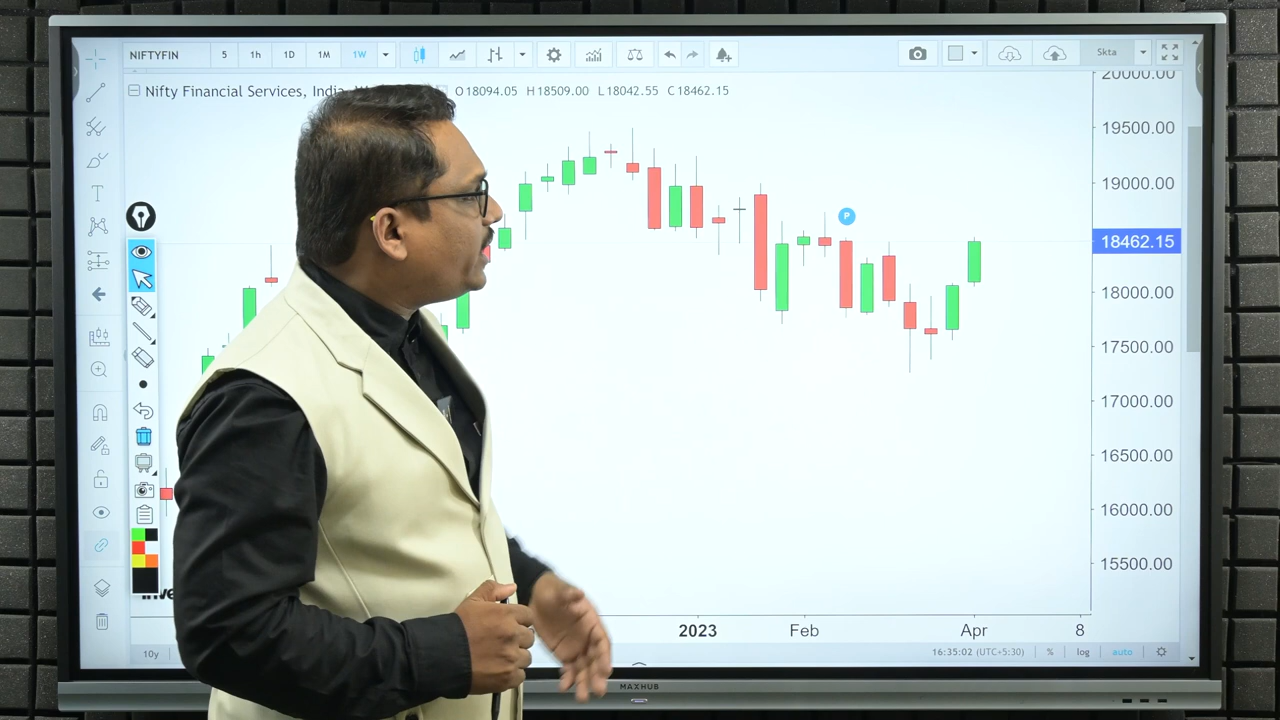 NIFTYFIN 5 1h 1D 1M 1W Skta
Nifty Financial Services, India O18094.05 H18509.00 L18042.55 C18462.15
20000.00
19500.00
19000.00
P
18462.15
18000.00
17500.00
17000.00
16500.00
16000.00
15500.00
T
2023 Feb Apr 8
10y 16:35:02 (UTC+5:30) % log auto
MAXHUB